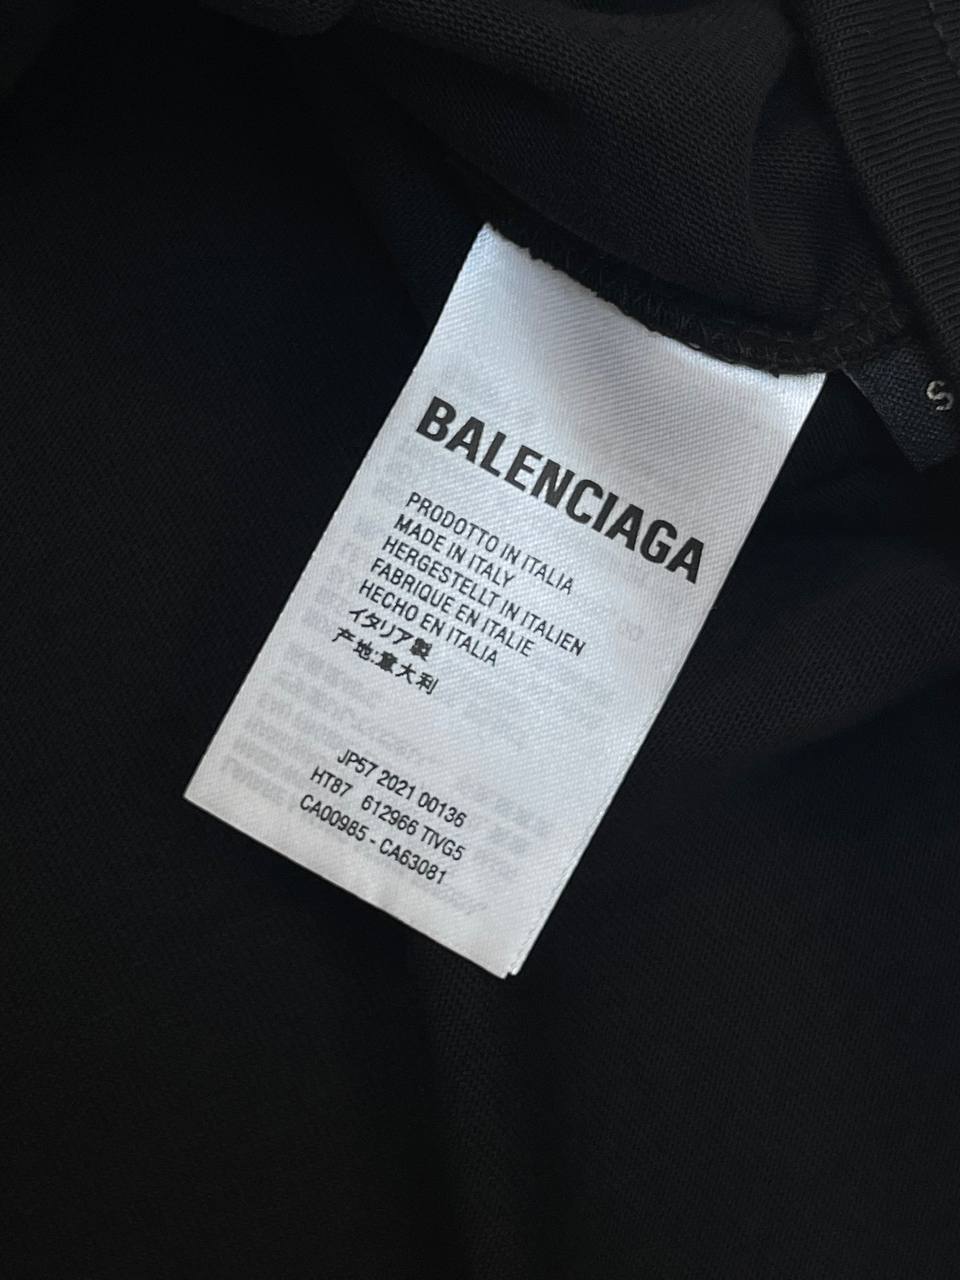 BALENCIAGA
PRODOTTO IN ITALIA
MADE IN ITALY
HERGESTELLT IN ITALIEN
FABRIQUE EN ITALIE
HECHO EN ITALIA
イタリア製
产地:意大利
JP57 2021 00136
HT87 612966 TIVG5
CA00985 - CA63081
S